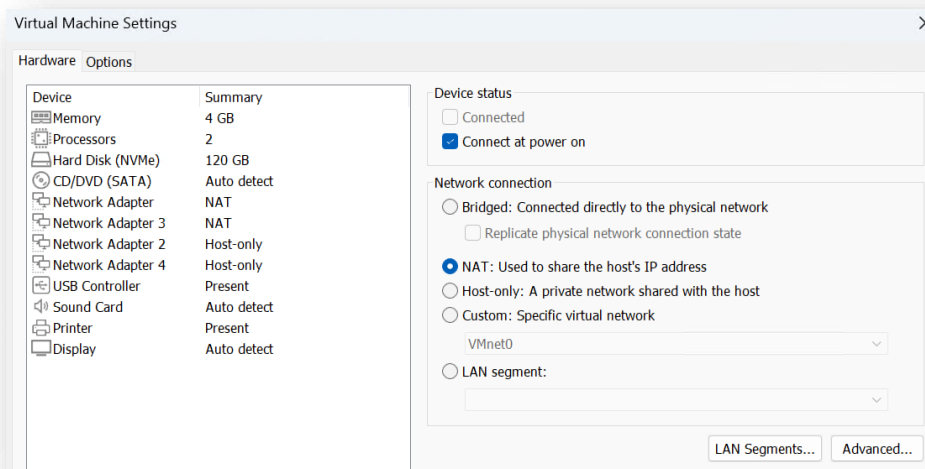 Virtual Machine Settings
Hardware Options
Device Summary
Memory 4 GB
Processors 2
Hard Disk (NVMe) 120 GB
CD/DVD (SATA) Auto detect
Network Adapter NAT
Network Adapter 3 NAT
Network Adapter 2 Host-only
Network Adapter 4 Host-only
USB Controller Present
Sound Card Auto detect
Printer Present
Display Auto detect
Device status
Connected
Connect at power on
Network connection
Bridged: Connected directly to the physical network
Replicate physical network connection state
NAT: Used to share the host's IP address
Host-only: A private network shared with the host
Custom: Specific virtual network
VMnet0
LAN segment:
LAN Segments... Advanced...